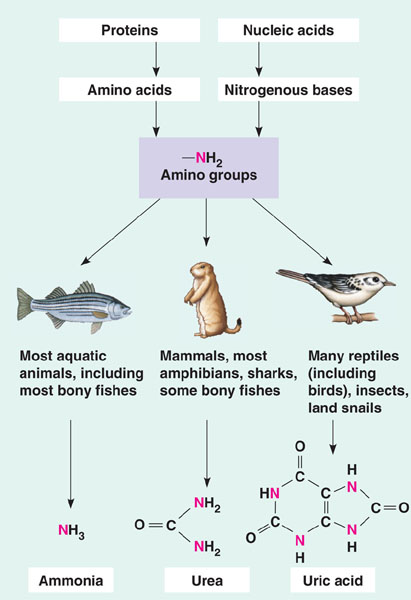 Proteins
Nucleic acids
Amino acids
Nitrogenous bases
—NH₂
Amino groups
Most aquatic
animals, including
most bony fishes
Mammals, most
amphibians, sharks,
some bony fishes
Many reptiles
(including
birds), insects,
land snails
NH₃
O=C
NH₂
NH₂
O
C
HN
C
H
N
C=O
O
C
N
H
C
N
H
Ammonia
Urea
Uric acid